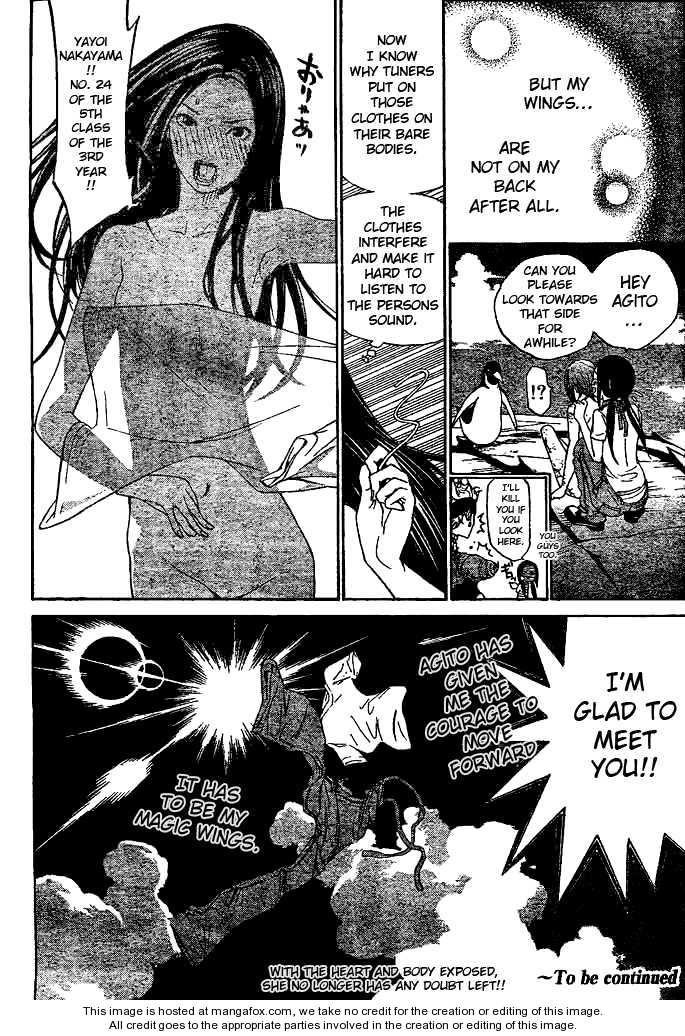 BUT MY
WINGS...
ARE
NOT ON MY
BACK
AFTER ALL.
HEY
AGITO
...
CAN YOU
PLEASE
LOOK TOWARDS
THAT SIDE
FOR
AWHILE?
!?
I'LL
KILL
YOU IF
YOU
LOOK
HERE.
YOU
GUYS
TOO.
NOW
I KNOW
WHY TUNERS
PUT ON
THOSE
CLOTHES ON
THEIR BARE
BODIES.
THE
CLOTHES
INTERFERE
AND MAKE IT
HARD TO
LISTEN TO
THE PERSONS
SOUND.
YAYOI
NAKAYAMA
!!
NO. 24
OF THE
5TH
CLASS
OF THE
3RD
YEAR
!!
I'M
GLAD TO
MEET
YOU!!
AGITO HAS
GIVEN
ME THE
COURAGE TO
MOVE
FORWARD
IT HAS
TO BE MY
MAGIC WINGS.
WITH THE HEART AND BODY EXPOSED,
SHE NO LONGER HAS ANY DOUBT LEFT!!
~To be continued
This image is hosted at mangafox.com, we take no credit for the creation or editing of this image.
All credit goes to the appropriate parties involved in the creation or editing of this image.